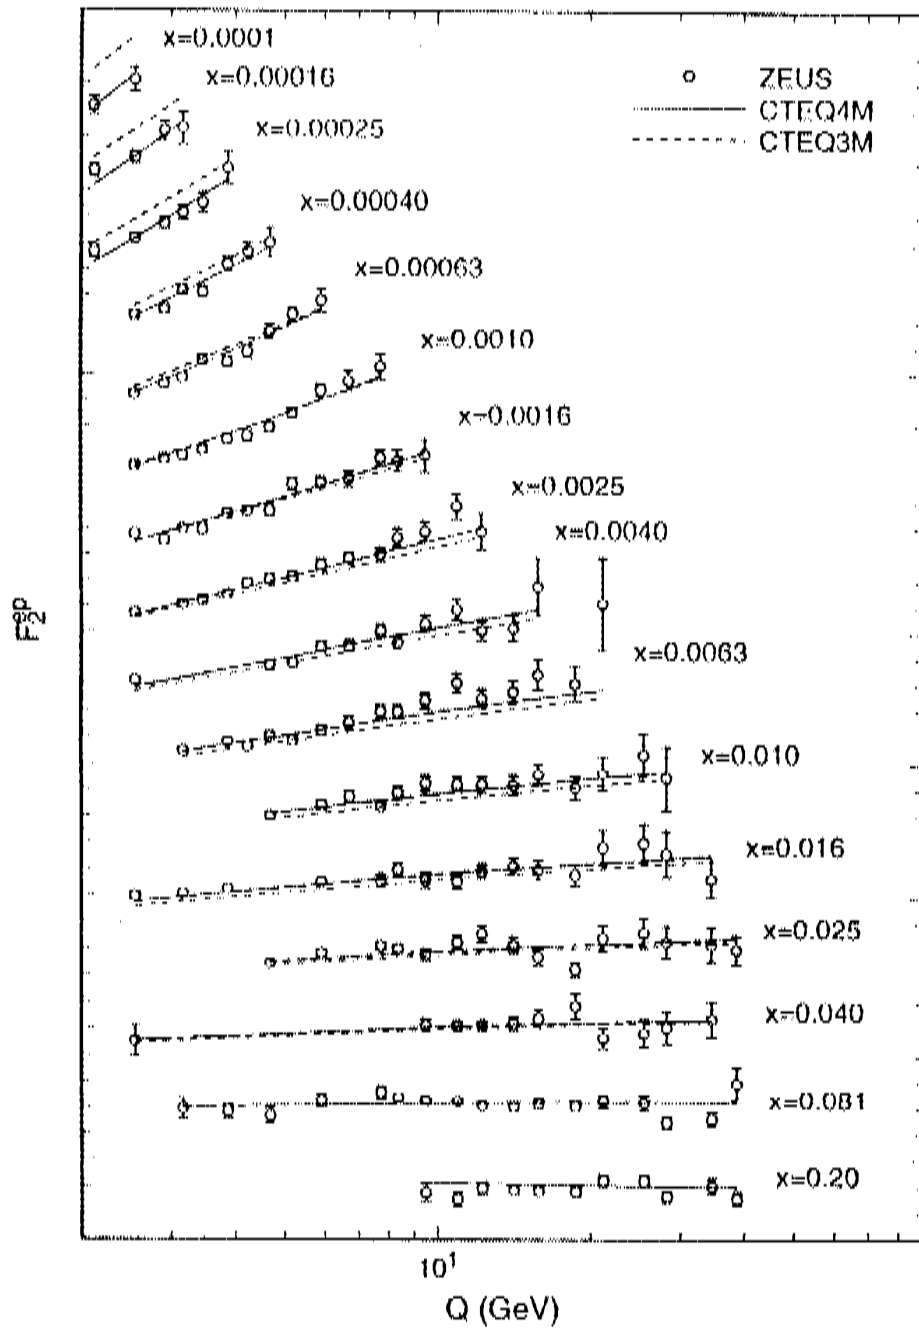 x=0.0001
x=0.00016
x=0.00025
x=0.00040
x=0.00063
x=0.0010
x=0.0016
x=0.0025
x=0.0040
x=0.0063
x=0.010
x=0.016
x=0.025
x=0.040
x=0.081
x=0.20
ZEUS
CTEQ4M
CTEQ3M
F₂ᵉᵖ
10¹
Q (GeV)